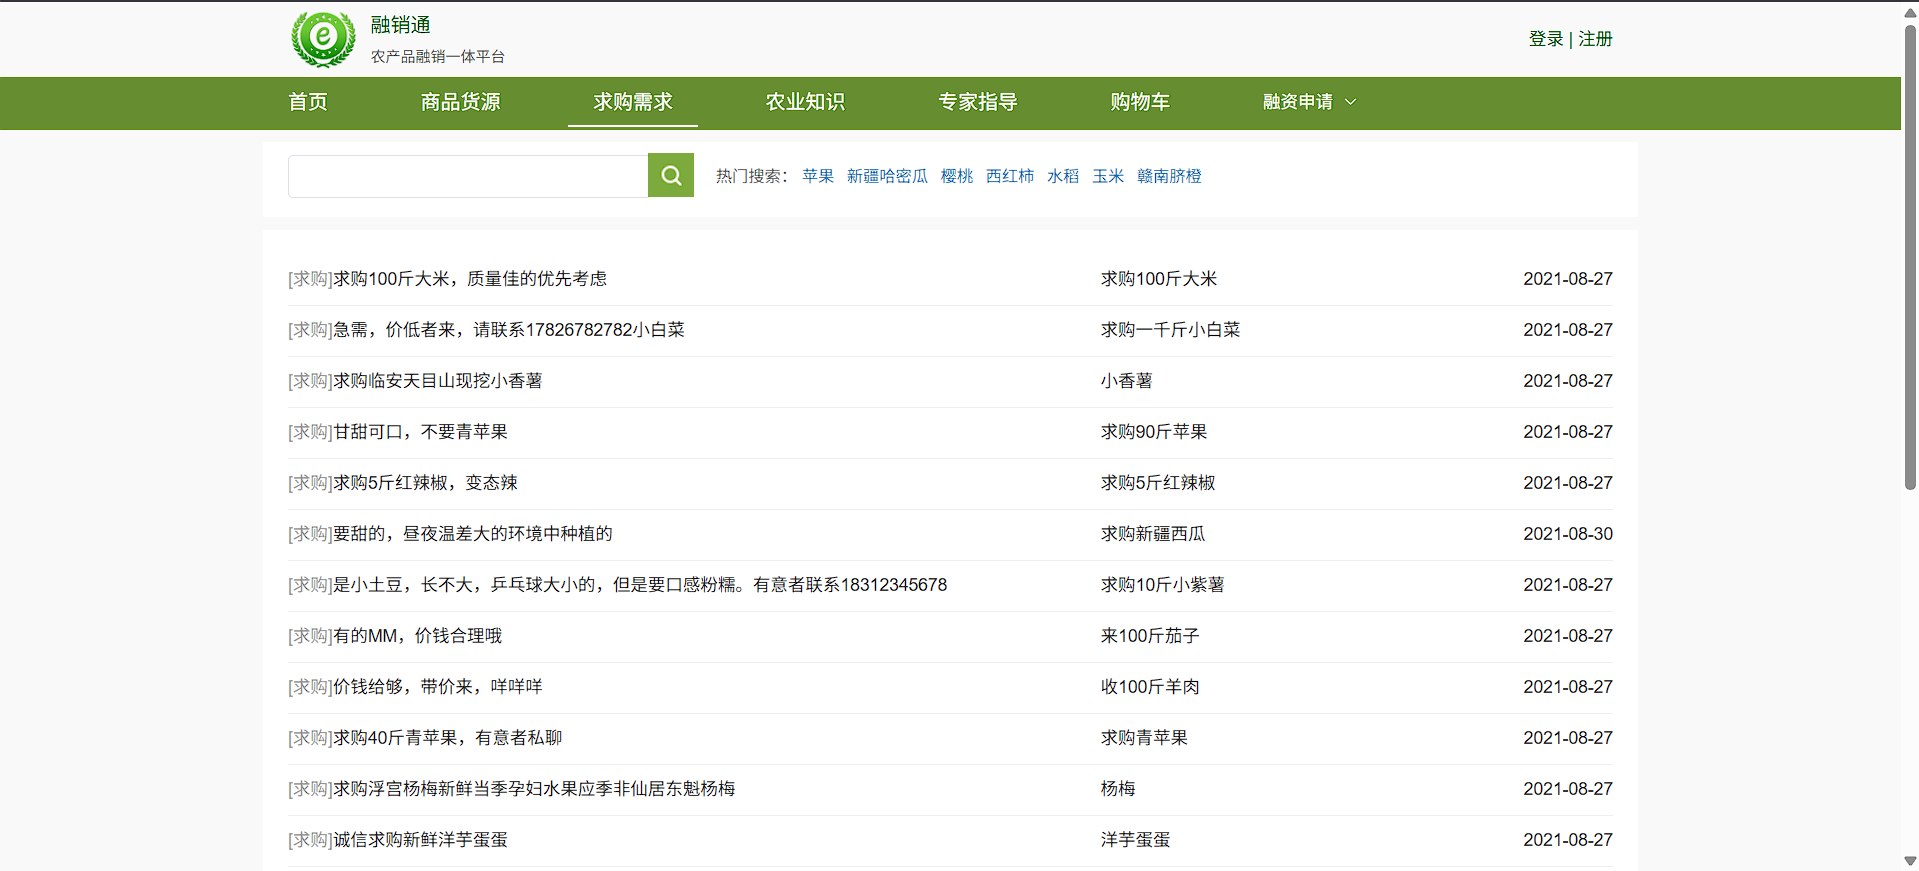 融销通
农产品融销一体平台
登录 | 注册
首页 商品货源 求购需求 农业知识 专家指导 购物车 融资申请
热门搜索： 苹果 新疆哈密瓜 樱桃 西红柿 水稻 玉米 赣南脐橙
[求购]求购100斤大米，质量佳的优先考虑 求购100斤大米 2021-08-27
[求购]急需，价低者来，请联系17826782782小白菜 求购一千斤小白菜 2021-08-27
[求购]求购临安天目山现挖小香薯 小香薯 2021-08-27
[求购]甘甜可口，不要青苹果 求购90斤苹果 2021-08-27
[求购]求购5斤红辣椒，变态辣 求购5斤红辣椒 2021-08-27
[求购]要甜的，昼夜温差大的环境中种植的 求购新疆西瓜 2021-08-30
[求购]是小土豆，长不大，乒乓球大小的，但是要口感粉糯。有意者联系18312345678 求购10斤小紫薯 2021-08-27
[求购]有的MM，价钱合理哦 来100斤茄子 2021-08-27
[求购]价钱给够，带价来，咩咩咩 收100斤羊肉 2021-08-27
[求购]求购40斤青苹果，有意者私聊 求购青苹果 2021-08-27
[求购]求购浮宫杨梅新鲜当季孕妇水果应季非仙居东魁杨梅 杨梅 2021-08-27
[求购]诚信求购新鲜洋芋蛋蛋 洋芋蛋蛋 2021-08-27